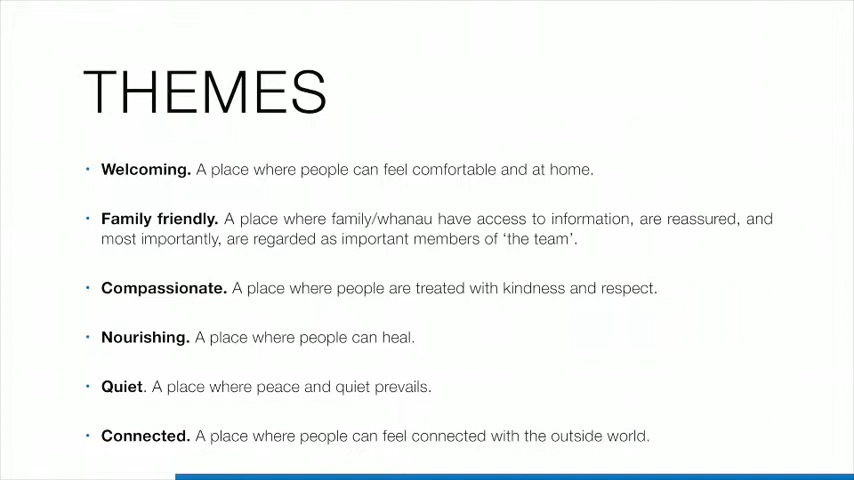 THEMES
• Welcoming. A place where people can feel comfortable and at home.
• Family friendly. A place where family/whanau have access to information, are reassured, and
most importantly, are regarded as important members of ‘the team’.
• Compassionate. A place where people are treated with kindness and respect.
• Nourishing. A place where people can heal.
• Quiet. A place where peace and quiet prevails.
• Connected. A place where people can feel connected with the outside world.